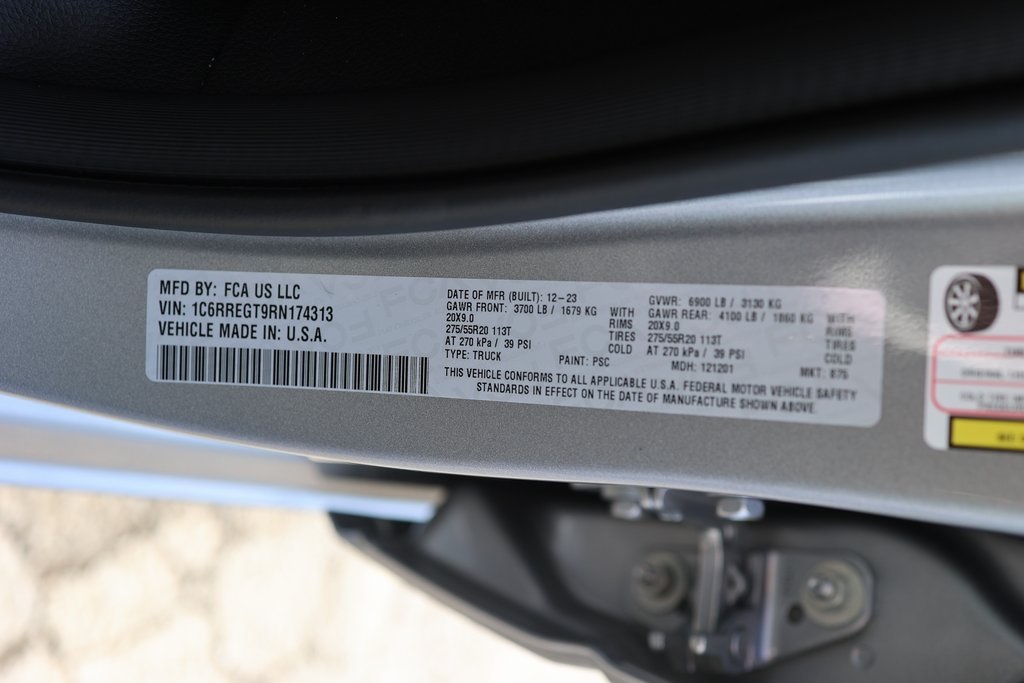 MFD BY: FCA US LLC
VIN: 1C6RREGT9RN174313
VEHICLE MADE IN: U.S.A.
DATE OF MFR (BUILT): 12-23 GVWR: 6900 LB / 3130 KG
GAWR FRONT: 3700 LB / 1679 KG WITH GAWR REAR: 4100 LB / 1860 KG WITH
20X9.0 RIMS 20X9.0 RIMS
275/55R20 113T TIRES 275/55R20 113T TIRES
AT 270 kPa / 39 PSI COLD AT 270 kPa / 39 PSI COLD
TYPE: TRUCK PAINT: PSC MDH: 121201 MKT: B75
THIS VEHICLE CONFORMS TO ALL APPLICABLE U.S.A. FEDERAL MOTOR VEHICLE SAFETY
STANDARDS IN EFFECT ON THE DATE OF MANUFACTURE SHOWN ABOVE.